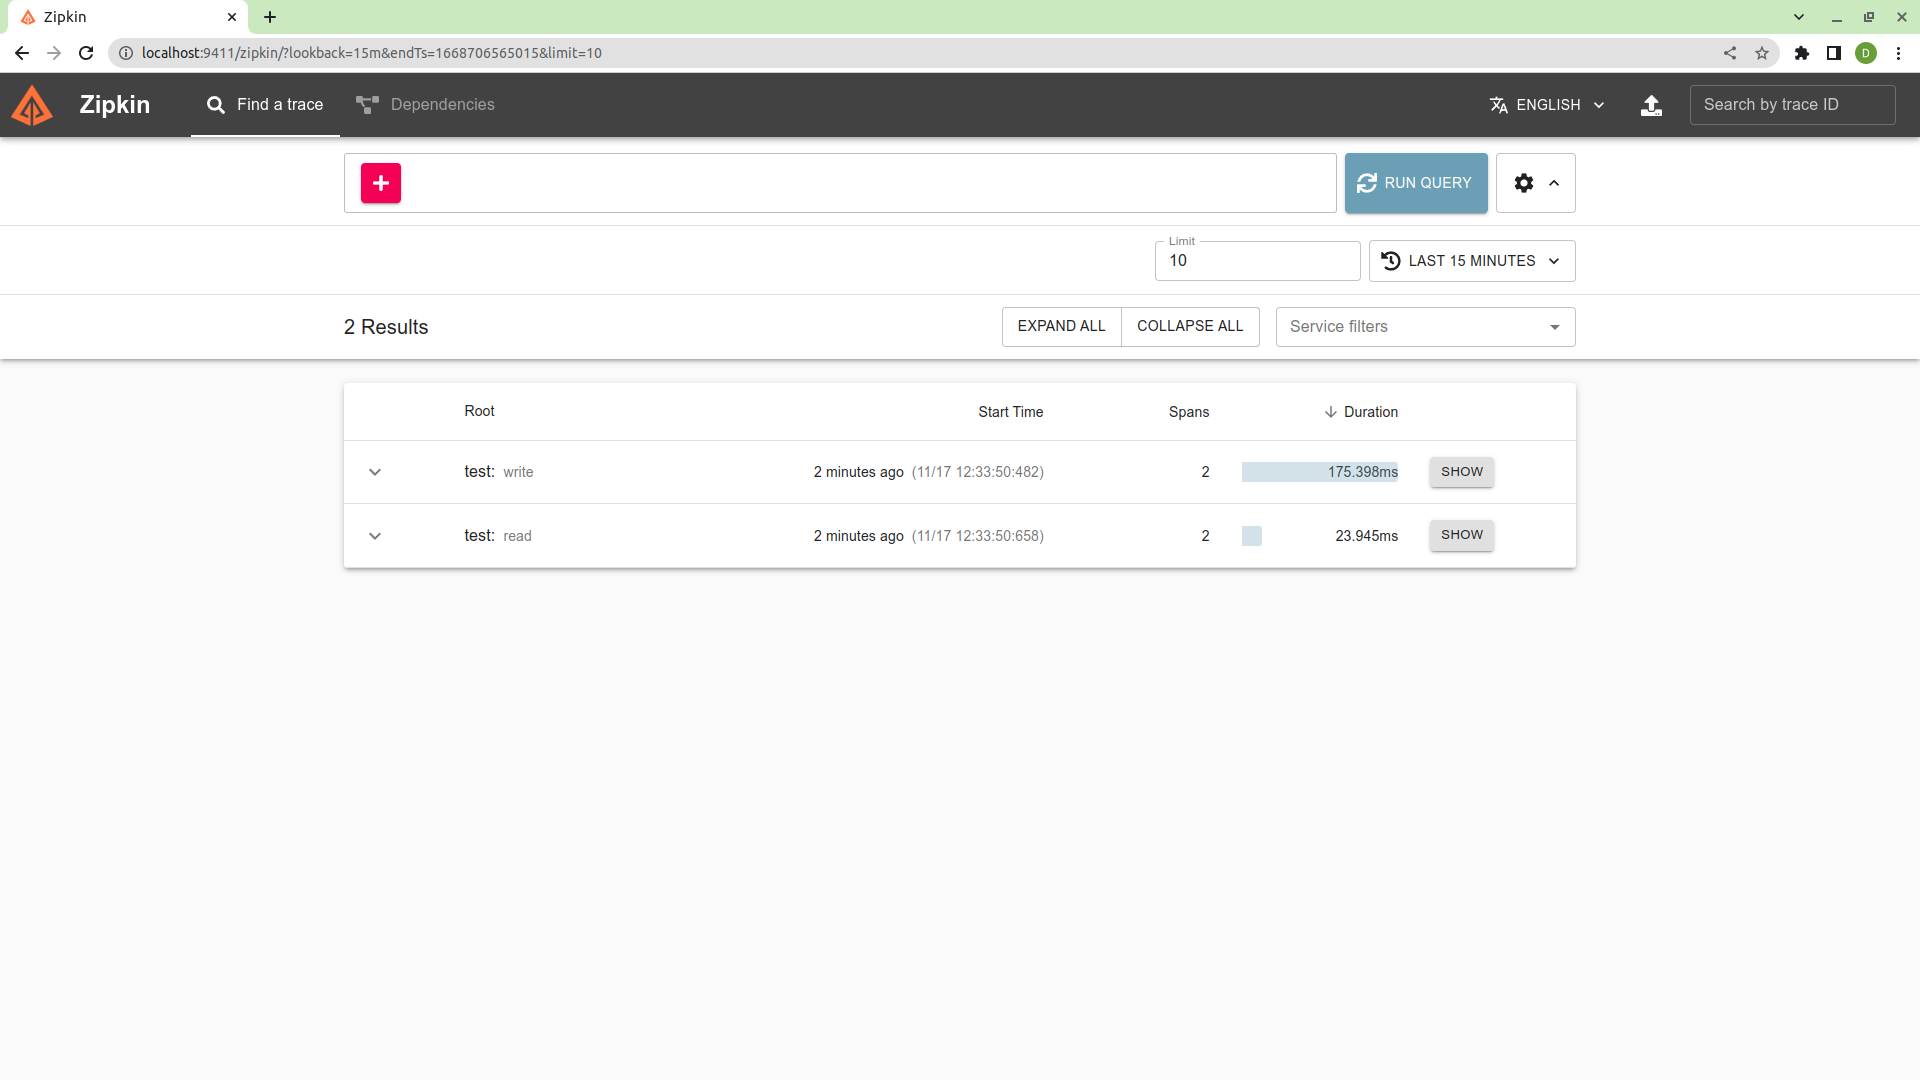 Zipkin
localhost:9411/zipkin/?lookback=15m&endTs=1668706565015&limit=10
D
Zipkin Find a trace Dependencies ENGLISH Search by trace ID
RUN QUERY
Limit
10 LAST 15 MINUTES
2 Results EXPAND ALL COLLAPSE ALL Service filters
Root Start Time Spans Duration
test: write 2 minutes ago (11/17 12:33:50:482) 2 175.398ms SHOW
test: read 2 minutes ago (11/17 12:33:50:658) 2 23.945ms SHOW